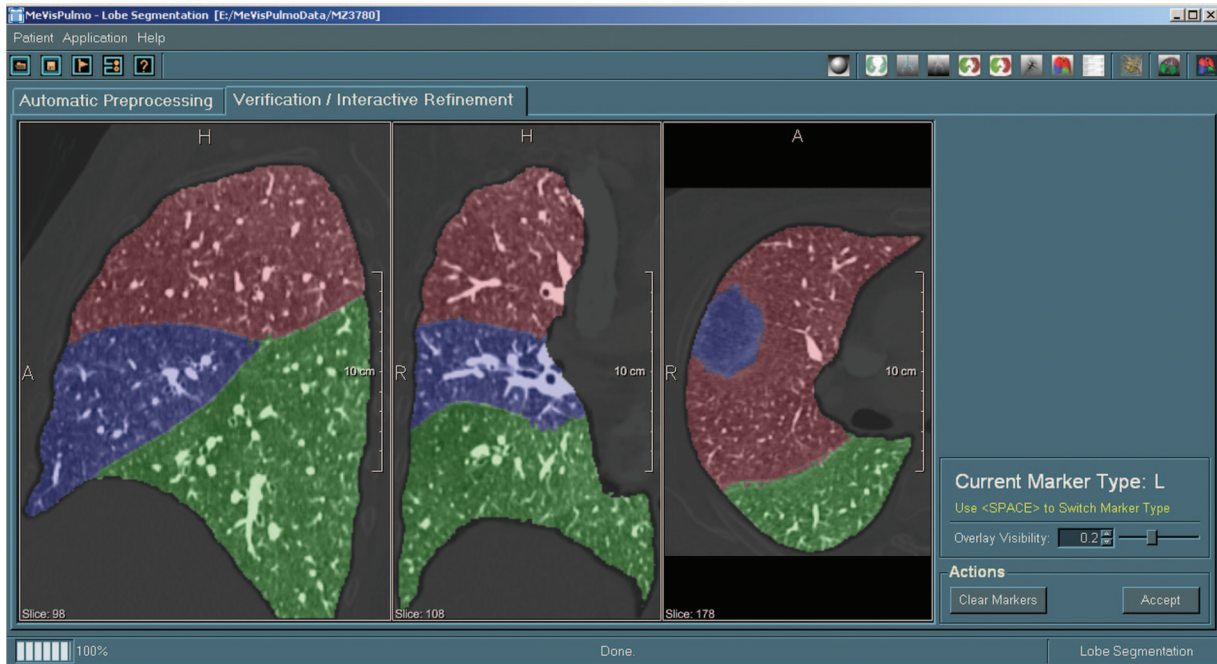 MeVisPulmo - Lobe Segmentation [E:/MeVisPulmoData/MZ3780]
Patient Application Help
Automatic Preprocessing
Verification / Interactive Refinement
H
H
A
A
R
R
10 cm
10 cm
10 cm
Slice: 98
Slice: 108
Slice: 178
Current Marker Type: L
Use <SPACE> to Switch Marker Type
Overlay Visibility: 0.2
Actions
Clear Markers
Accept
100%
Done.
Lobe Segmentation